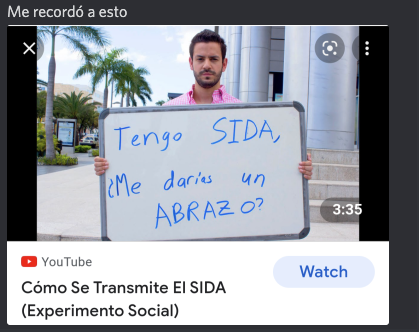 Me recordó a esto
Tengo SIDA,
¿Me darías un
ABRAZO?
3:35
YouTube
Watch
Cómo Se Transmite El SIDA
(Experimento Social)